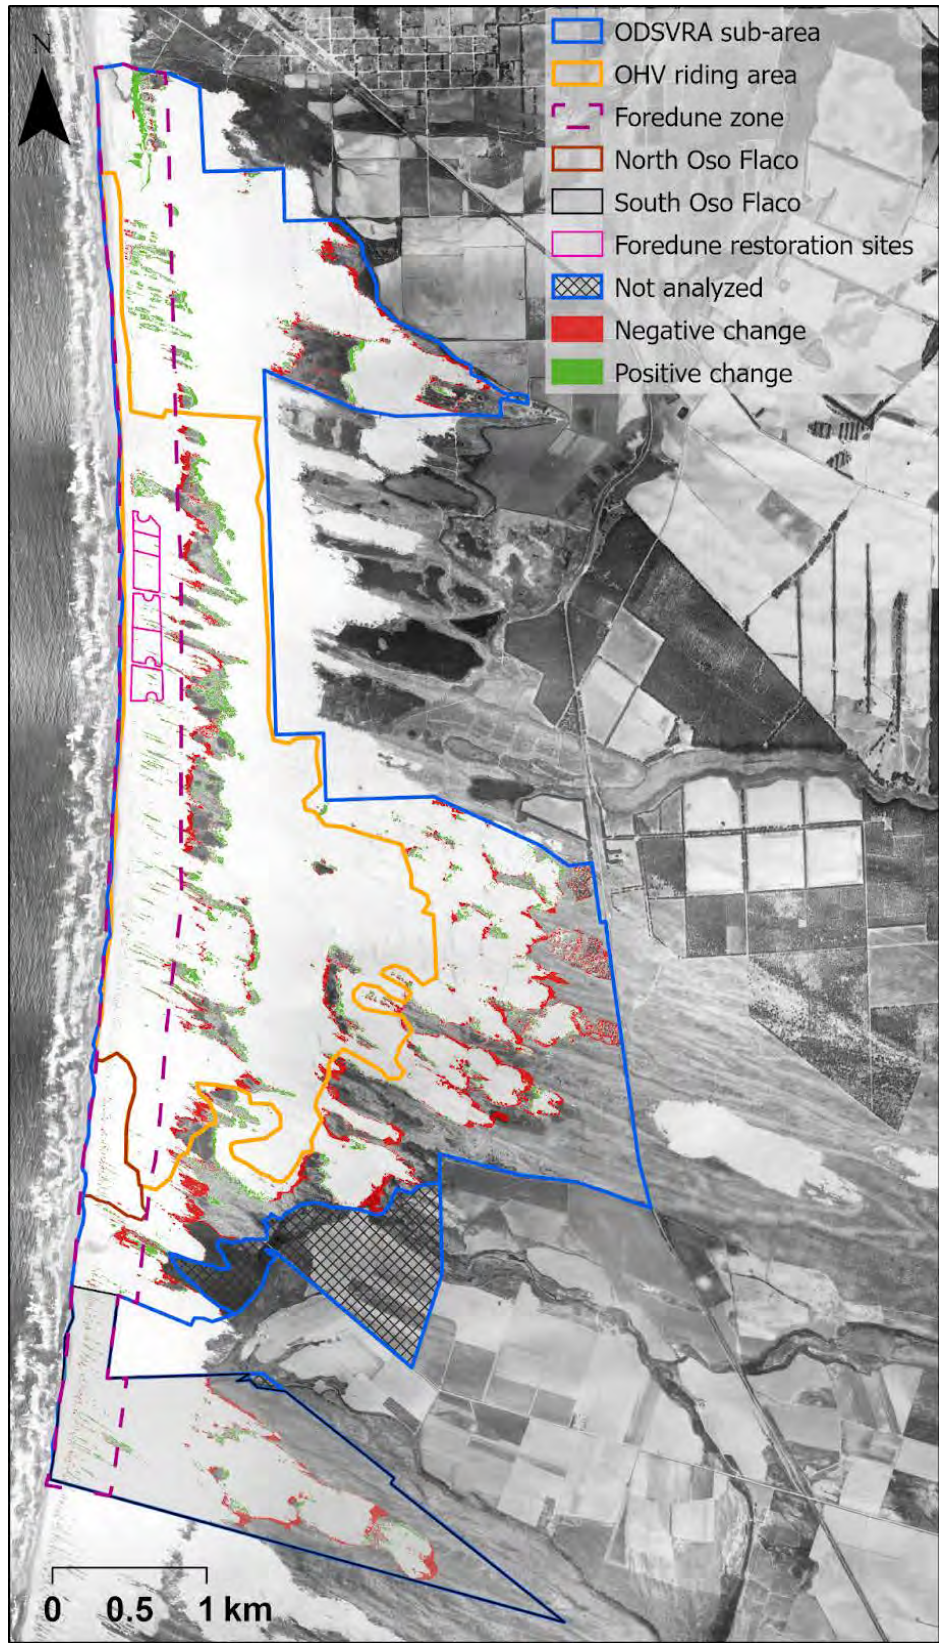 N
ODSVRA sub-area
OHV riding area
Foredune zone
North Oso Flaco
South Oso Flaco
Foredune restoration sites
Not analyzed
Negative change
Positive change
0 0.5 1 km